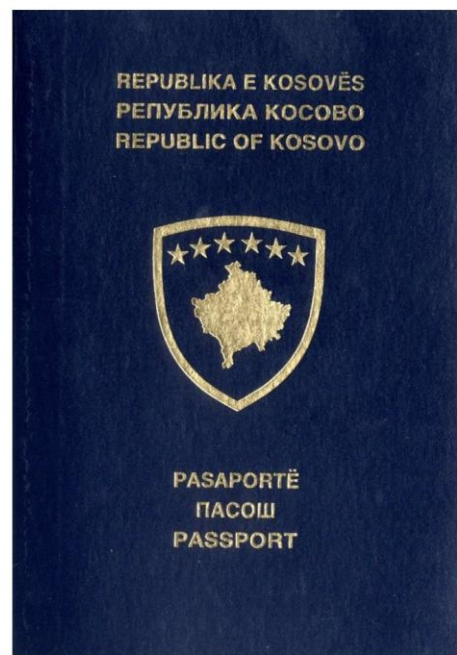 REPUBLIKA E KOSOVËS
РЕПУБЛИКА КОСОВО
REPUBLIC OF KOSOVO
PASAPORTË
ПАСОШ
PASSPORT